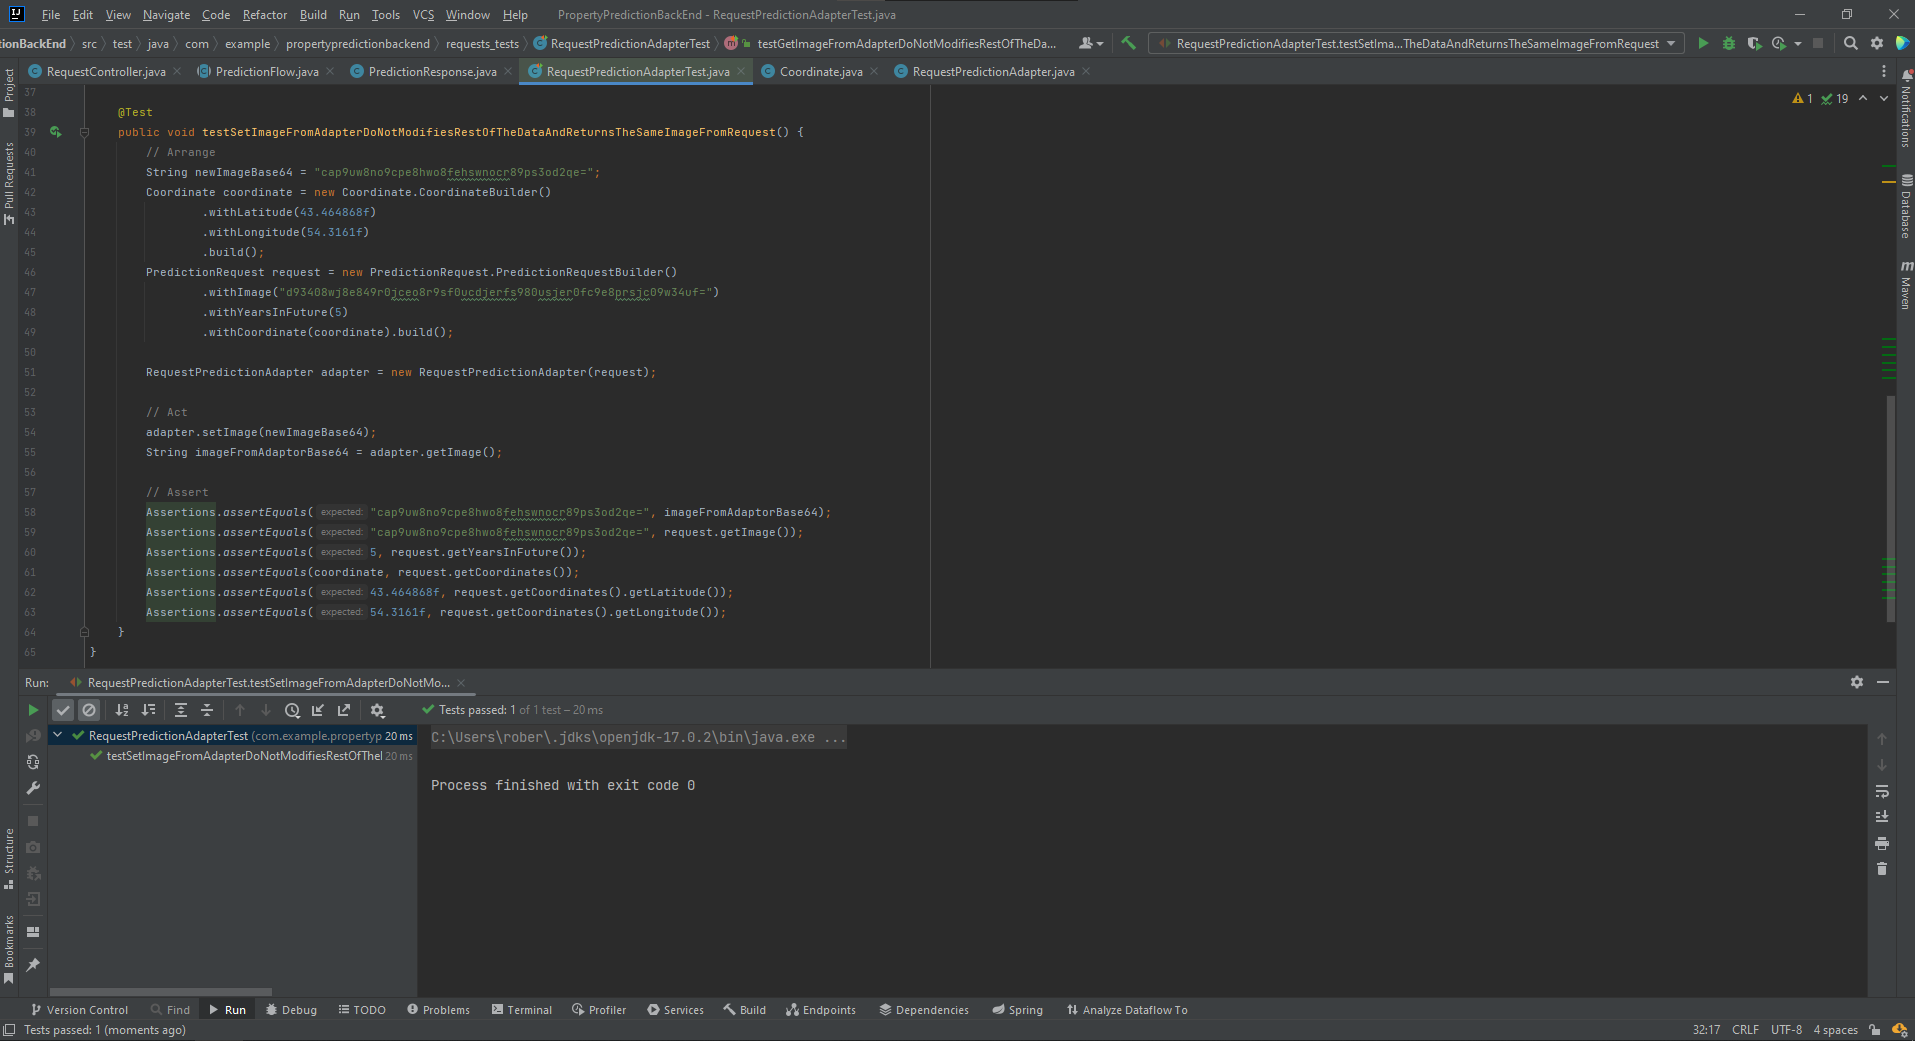 File Edit View Navigate Code Refactor Build Run Tools VCS Window Help PropertyPredictionBackEnd - RequestPredictionAdapterTest.java
tionBackEnd src test java com example propertypredictionbackend requests_tests RequestPredictionAdapterTest testGetImageFromAdapterDoNotModifiesRestOfTheDa... RequestPredictionAdapterTest.testSetIma...TheDataAndReturnsTheSameImageFromRequest
RequestController.java PredictionFlow.java PredictionResponse.java RequestPredictionAdapterTest.java Coordinate.java RequestPredictionAdapter.java
Project
Pull Requests
Structure
Bookmarks
Notifications
Database
Maven
1 19
37
38 @Test
39 public void testSetImageFromAdapterDoNotModifiesRestOfTheDataAndReturnsTheSameImageFromRequest() {
40 // Arrange
41 String newImageBase64 = "cap9uw8no9cpe8hwo8fehswnocr89ps3od2qe=";
42 Coordinate coordinate = new Coordinate.CoordinateBuilder()
43 .withLatitude(43.464868f)
44 .withLongitude(54.3161f)
45 .build();
46 PredictionRequest request = new PredictionRequest.PredictionRequestBuilder()
47 .withImage("d93408wj8e849r0jceo8r9sf0ucdjerfs980usjer0fc9e8prsjc09w34uf=")
48 .withYearsInFuture(5)
49 .withCoordinate(coordinate).build();
50
51 RequestPredictionAdapter adapter = new RequestPredictionAdapter(request);
52
53 // Act
54 adapter.setImage(newImageBase64);
55 String imageFromAdaptorBase64 = adapter.getImage();
56
57 // Assert
58 Assertions.assertEquals( expected: "cap9uw8no9cpe8hwo8fehswnocr89ps3od2qe=", imageFromAdaptorBase64);
59 Assertions.assertEquals( expected: "cap9uw8no9cpe8hwo8fehswnocr89ps3od2qe=", request.getImage());
60 Assertions.assertEquals( expected: 5, request.getYearsInFuture());
61 Assertions.assertEquals(coordinate, request.getCoordinates());
62 Assertions.assertEquals( expected: 43.464868f, request.getCoordinates().getLatitude());
63 Assertions.assertEquals( expected: 54.3161f, request.getCoordinates().getLongitude());
64 }
65 }
Run: RequestPredictionAdapterTest.testSetImageFromAdapterDoNotMo...
Tests passed: 1 of 1 test – 20 ms
RequestPredictionAdapterTest (com.example.propertyp 20 ms
testSetImageFromAdapterDoNotModifiesRestOfTheI 20 ms
C:\Users\rober\.jdks\openjdk-17.0.2\bin\java.exe ...
Process finished with exit code 0
Version Control Find Run Debug TODO Problems Terminal Profiler Services Build Endpoints Dependencies Spring Analyze Dataflow To
Tests passed: 1 (moments ago) 32:17 CRLF UTF-8 4 spaces